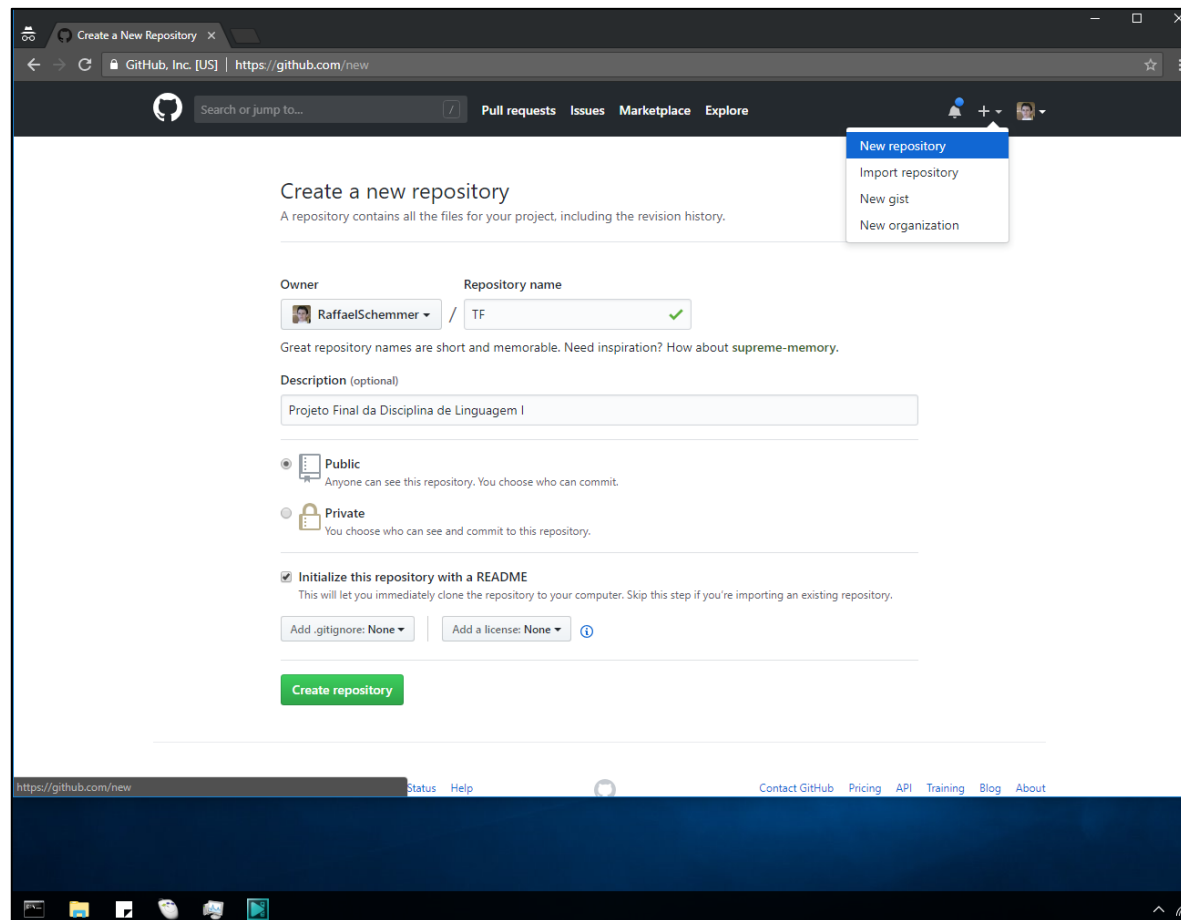 Create a New Repository
GitHub, Inc. [US] | https://github.com/new
Search or jump to... /
Pull requests Issues Marketplace Explore
New repository
Import repository
New gist
New organization
Create a new repository
A repository contains all the files for your project, including the revision history.
Owner Repository name
RaffaelSchemmer / TF
Great repository names are short and memorable. Need inspiration? How about supreme-memory.
Description (optional)
Projeto Final da Disciplina de Linguagem I
Public
Anyone can see this repository. You choose who can commit.
Private
You choose who can see and commit to this repository.
Initialize this repository with a README
This will let you immediately clone the repository to your computer. Skip this step if you're importing an existing repository.
Add .gitignore: None Add a license: None
Create repository
https://github.com/new
Status Help Contact GitHub Pricing API Training Blog About